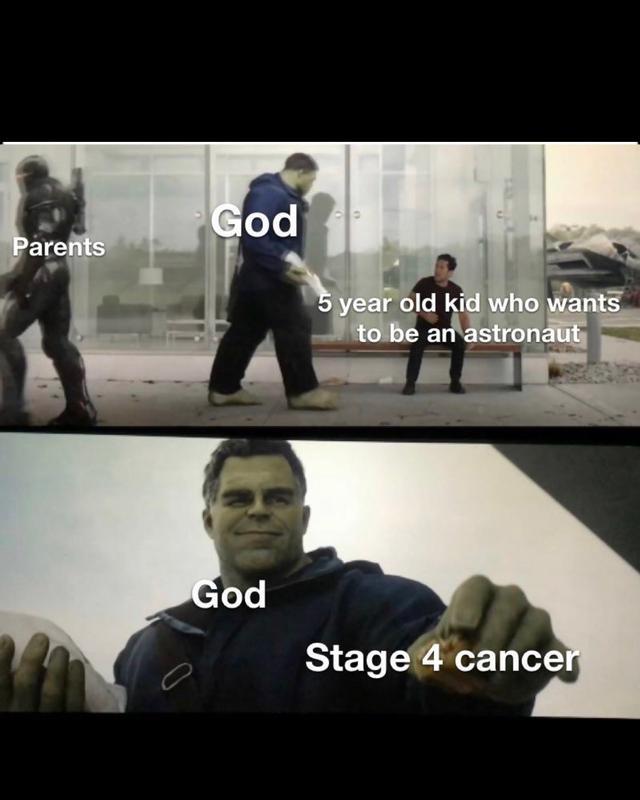 God
Parents
5 year old kid who wants
to be an astronaut
God
Stage 4 cancer